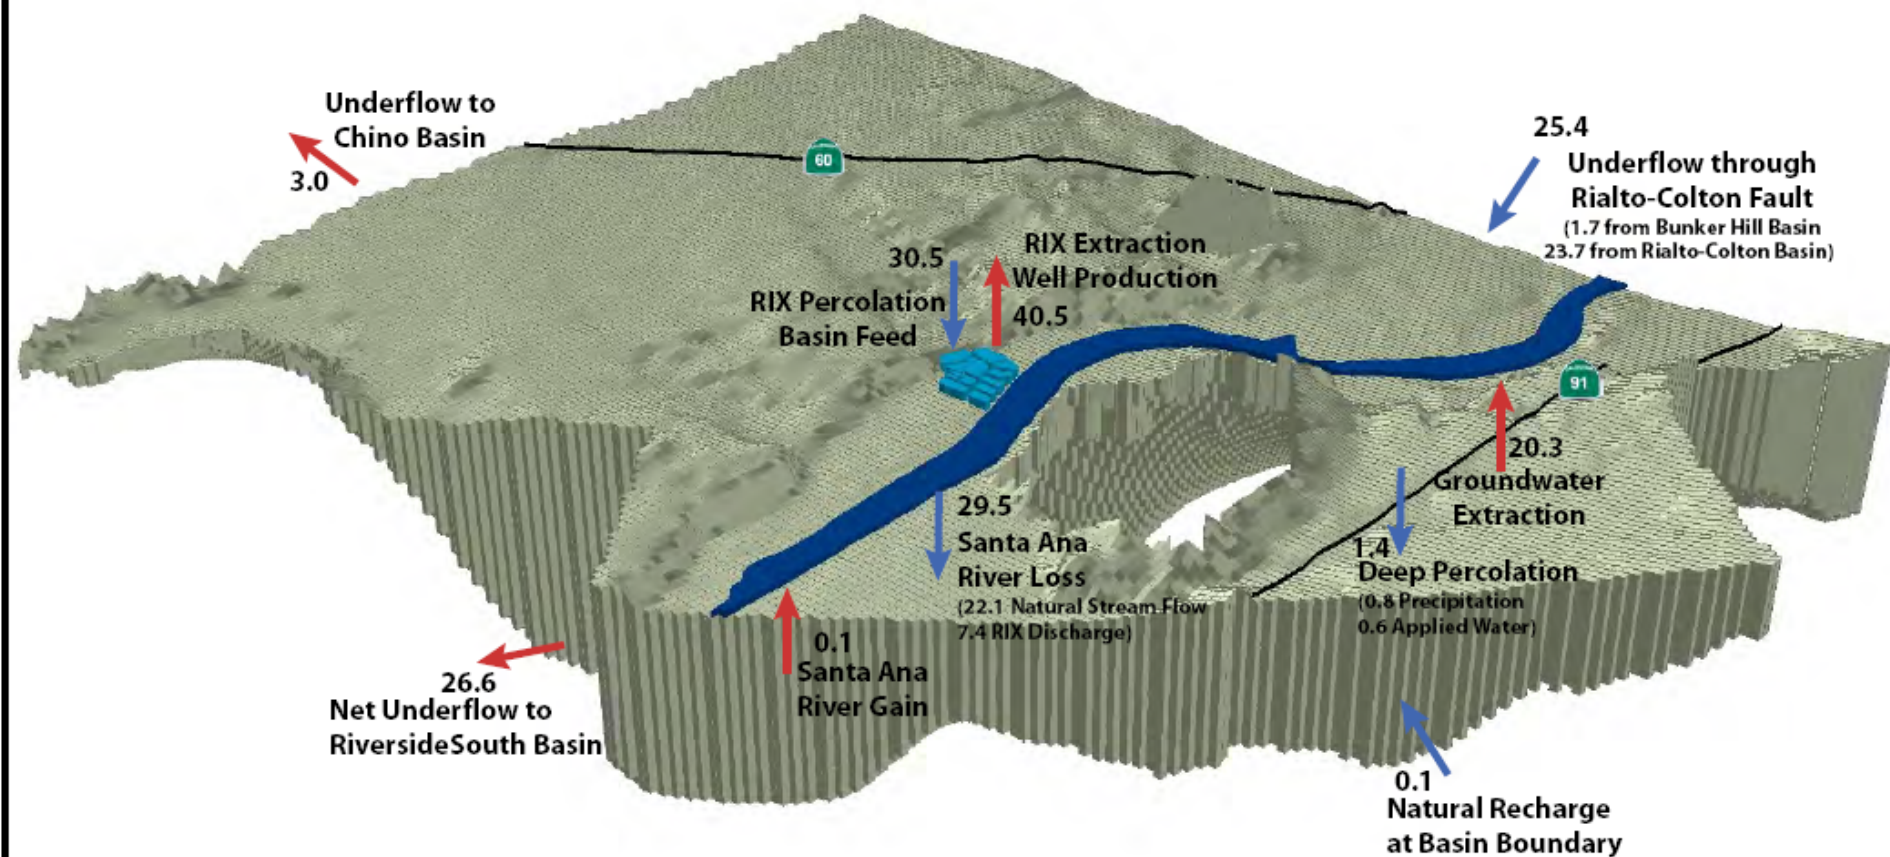 Underflow to
Chino Basin
3.0
60
25.4
Underflow through
Rialto-Colton Fault
(1.7 from Bunker Hill Basin
23.7 from Rialto-Colton Basin)
30.5
RIX Percolation
Basin Feed
RIX Extraction
Well Production
40.5
91
20.3
Groundwater
Extraction
29.5
Santa Ana
River Loss
(22.1 Natural Stream Flow
7.4 RIX Discharge)
1.4
Deep Percolation
(0.8 Precipitation
0.6 Applied Water)
0.1
Santa Ana
River Gain
26.6
Net Underflow to
RiversideSouth Basin
0.1
Natural Recharge
at Basin Boundary